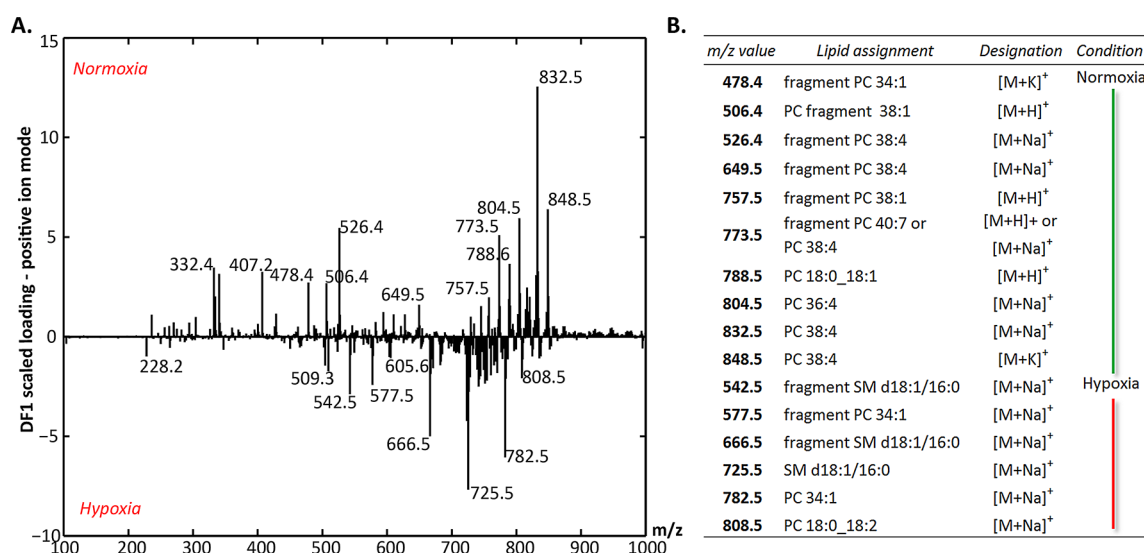 A.
15
Normoxia
832.5
10
848.5
804.5
773.5
788.6
526.4
5
332.4
407.2
478.4
506.4
649.5
757.5
0
228.2
509.3
605.6
808.5
542.5
577.5
−5
666.5
782.5
725.5
Hypoxia
−10
DF1 scaled loading - positive ion mode
100 200 300 400 500 600 700 800 900 1000
m/z
B.
m/z value Lipid assignment Designation Condition
478.4 fragment PC 34:1 [M+K]+ Normoxia
506.4 PC fragment 38:1 [M+H]+
526.4 fragment PC 38:4 [M+Na]+
649.5 fragment PC 38:4 [M+Na]+
757.5 fragment PC 38:1 [M+H]+
773.5 fragment PC 40:7 or [M+H]+ or
PC 38:4 [M+Na]+
788.5 PC 18:0_18:1 [M+H]+
804.5 PC 36:4 [M+Na]+
832.5 PC 38:4 [M+Na]+
848.5 PC 38:4 [M+K]+
542.5 fragment SM d18:1/16:0 [M+Na]+ Hypoxia
577.5 fragment PC 34:1 [M+Na]+
666.5 fragment SM d18:1/16:0 [M+Na]+
725.5 SM d18:1/16:0 [M+Na]+
782.5 PC 34:1 [M+Na]+
808.5 PC 18:0_18:2 [M+Na]+